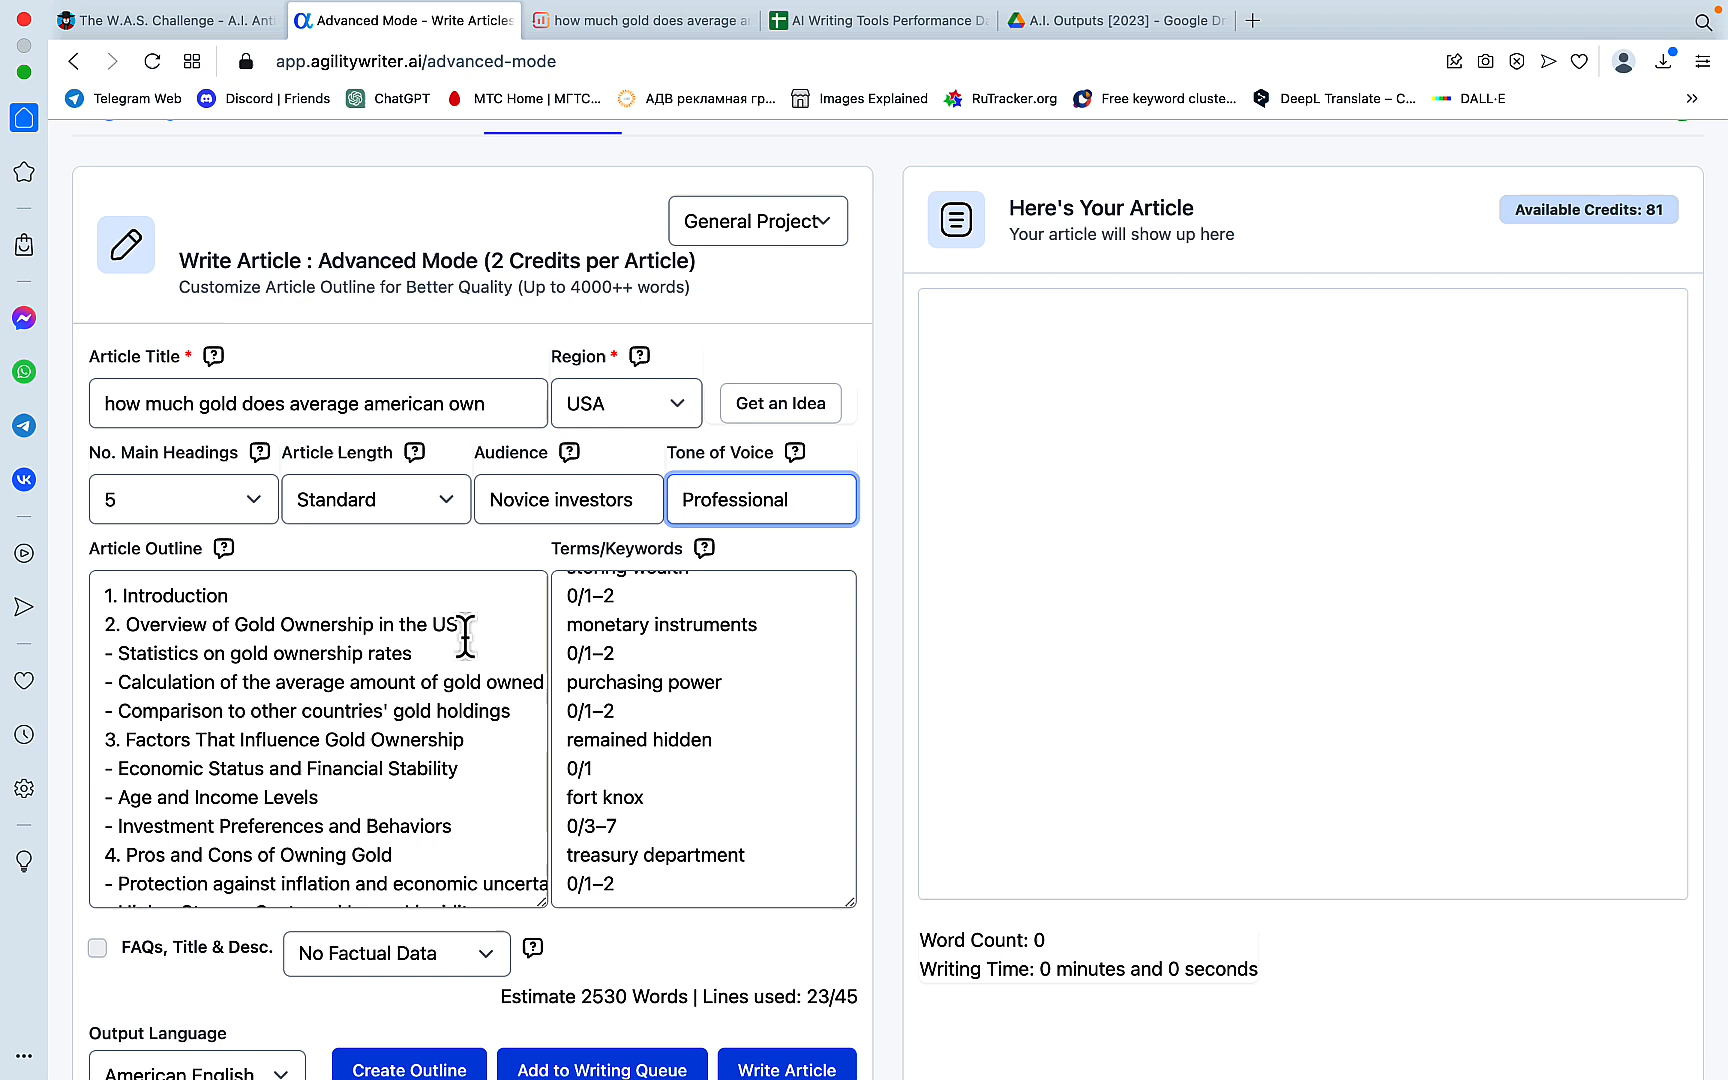 The W.A.S. Challenge - A.I. Ant
Advanced Mode - Write Articles
how much gold does average a
AI Writing Tools Performance D
A.I. Outputs [2023] - Google Dr
app.agilitywriter.ai/advanced-mode
Telegram Web
Discord | Friends
ChatGPT
МТС Home | МГТС...
АДВ рекламная гр...
Images Explained
RuTracker.org
Free keyword cluste...
DeepL Translate – C...
DALL·E
General Project
Write Article : Advanced Mode (2 Credits per Article)
Customize Article Outline for Better Quality (Up to 4000++ words)
Here's Your Article
Your article will show up here
Available Credits: 81
Article Title *
Region *
how much gold does average american own
USA
Get an Idea
No. Main Headings
Article Length
Audience
Tone of Voice
5
Standard
Novice investors
Professional
Article Outline
Terms/Keywords
1. Introduction
2. Overview of Gold Ownership in the US
- Statistics on gold ownership rates
- Calculation of the average amount of gold owned
- Comparison to other countries' gold holdings
3. Factors That Influence Gold Ownership
- Economic Status and Financial Stability
- Age and Income Levels
- Investment Preferences and Behaviors
4. Pros and Cons of Owning Gold
- Protection against inflation and economic uncerta
storing wealth
0/1–2
monetary instruments
0/1–2
purchasing power
0/1–2
remained hidden
0/1
fort knox
0/3–7
treasury department
0/1–2
FAQs, Title & Desc.
No Factual Data
Estimate 2530 Words | Lines used: 23/45
Output Language
American English
Create Outline
Add to Writing Queue
Write Article
Word Count: 0
Writing Time: 0 minutes and 0 seconds